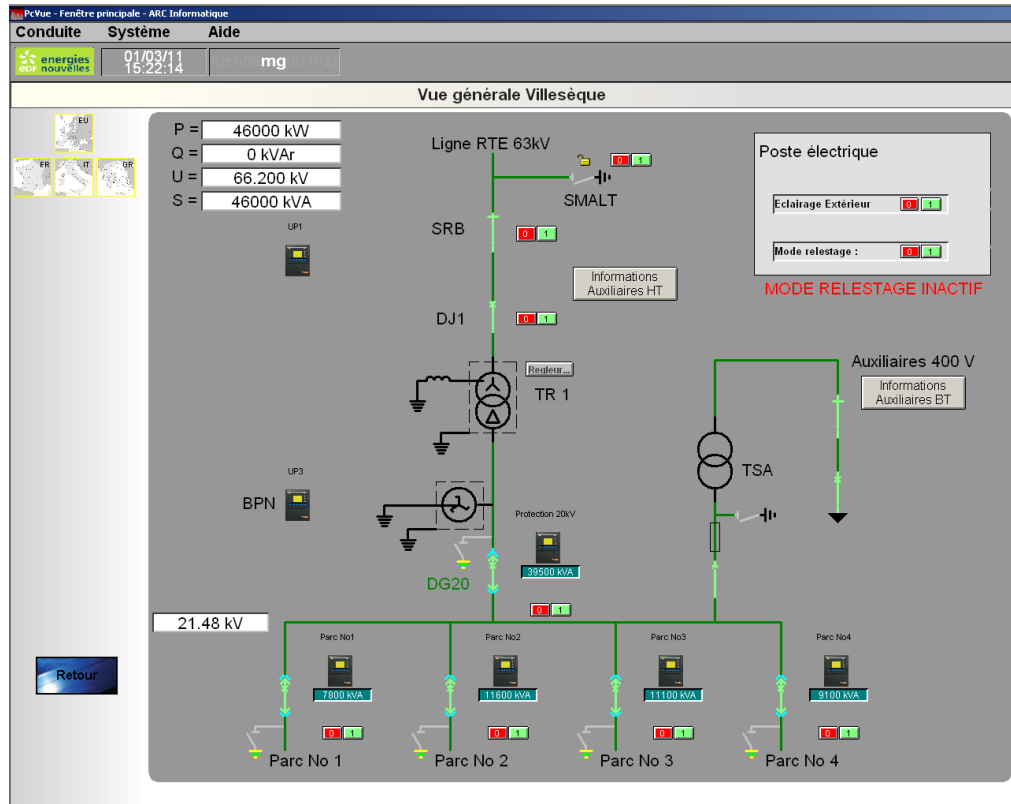 PcVue - Fenêtre principale - ARC Informatique
Conduite Système Aide
edf energies nouvelles
01/03/11
15:22:14
mg
Vue générale Villesèque
EU
FR IT GR
P = 46000 kW
Q = 0 kVAr
U = 66.200 kV
S = 46000 kVA
UP1
Ligne RTE 63kV
0 1
SMALT
SRB
0 1
Informations
Auxiliaires HT
DJ1
0 1
Regleur...
TR 1
Poste électrique
Eclairage Extérieur 0 1
Mode relestage : 0 1
MODE RELESTAGE INACTIF
Auxiliaires 400 V
Informations
Auxiliaires BT
TSA
UP3
BPN
Protection 20kV
39500 kVA
DG20
0 1
21.48 kV
Parc No1 Parc No2 Parc No3 Parc No4
7800 kVA 11600 kVA 11100 kVA 9100 kVA
Retour
0 1 0 1 0 1 0 1
Parc No 1 Parc No 2 Parc No 3 Parc No 4